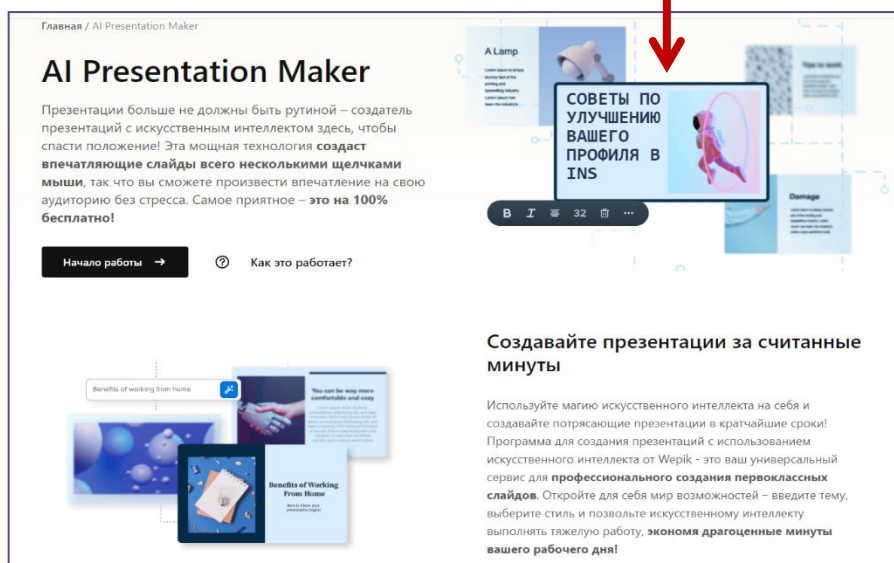 Главная / AI Presentation Maker
AI Presentation Maker
Презентации больше не должны быть рутиной – создатель
презентаций с искусственным интеллектом здесь, чтобы
спасти положение! Эта мощная технология создаст
впечатляющие слайды всего несколькими щелчками
мыши, так что вы сможете произвести впечатление на свою
аудиторию без стресса. Самое приятное – это на 100%
бесплатно!
Начало работы →
Как это работает?
A Lamp
Tips to work
СОВЕТЫ ПО
УЛУЧШЕНИЮ
ВАШЕГО
ПРОФИЛЯ В
INS
B I 32 ...
Damage
Benefits of working from home
You can be way more
comfortable and cozy
Benefits of Working
From Home
Создавайте презентации за считанные
минуты
Используйте магию искусственного интеллекта на себя и
создавайте потрясающие презентации в кратчайшие сроки!
Программа для создания презентаций с использованием
искусственного интеллекта от Wepik - это ваш универсальный
сервис для профессионального создания первоклассных
слайдов. Откройте для себя мир возможностей – введите тему,
выберите стиль и позвольте искусственному интеллекту
выполнять тяжелую работу, экономя драгоценные минуты
вашего рабочего дня!